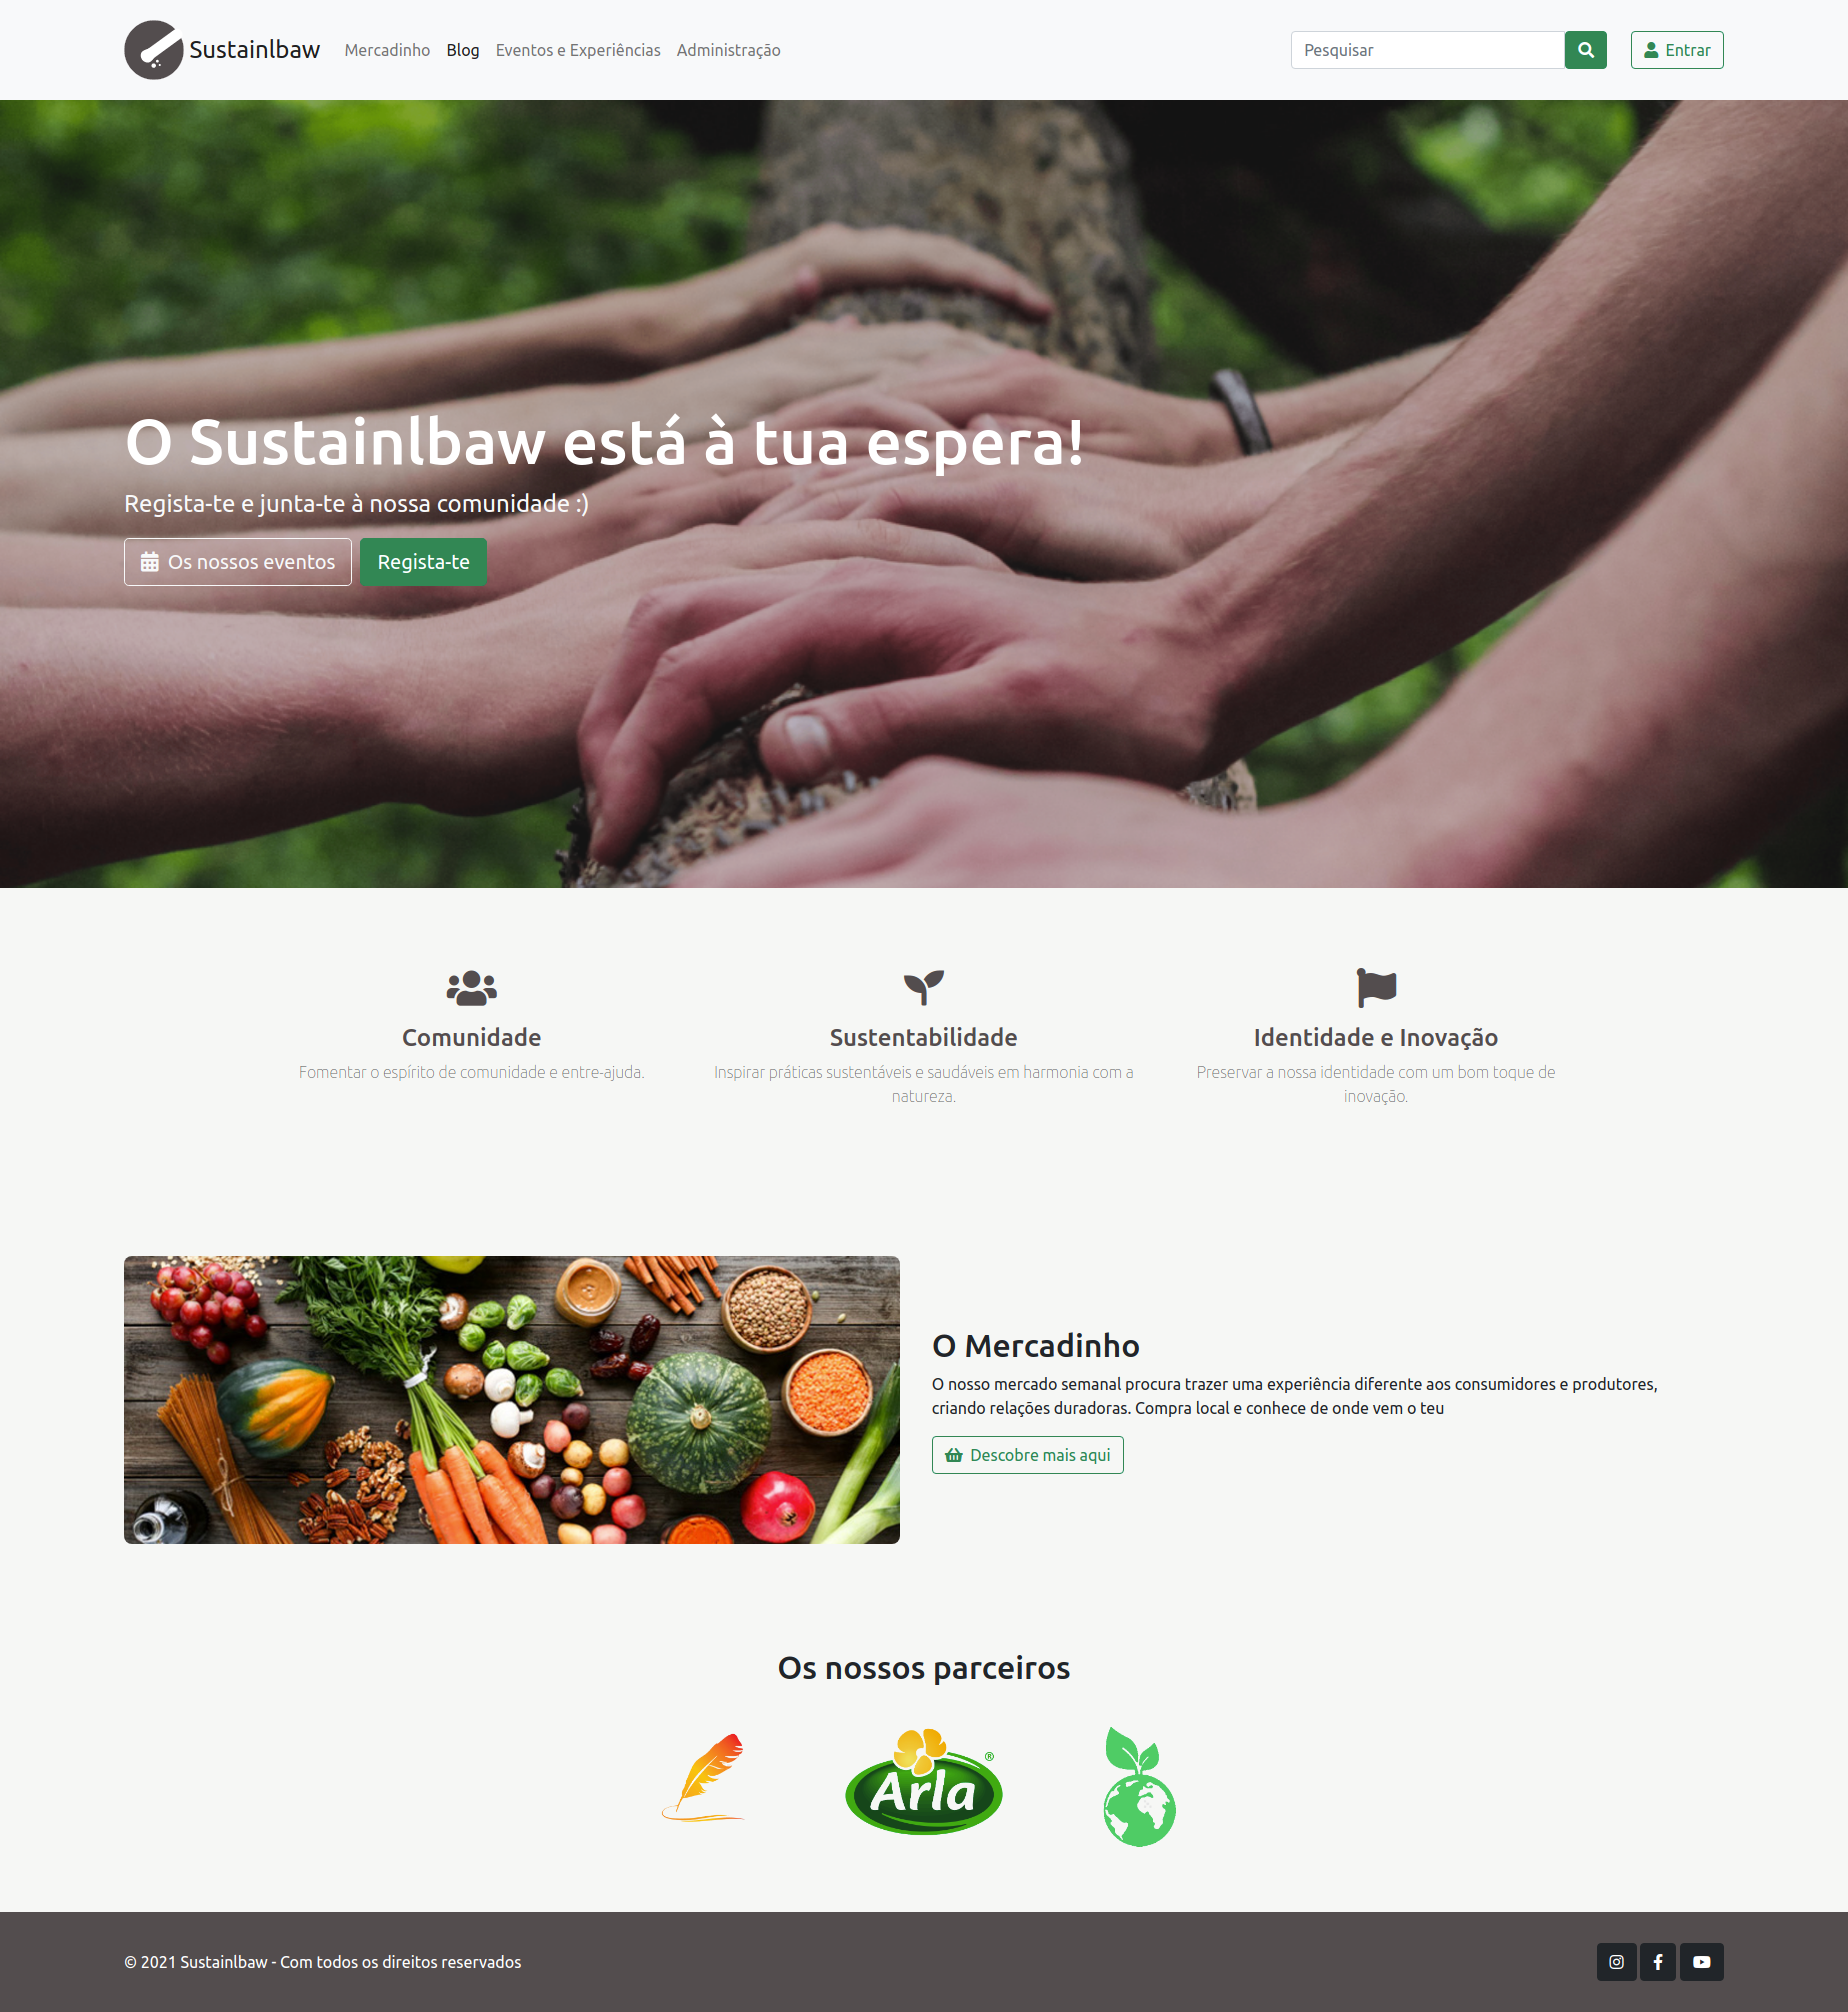 Sustainlbaw
Mercadinho
Blog
Eventos e Experiências
Administração
Pesquisar
Entrar
O Sustainlbaw está à tua espera!
Regista-te e junta-te à nossa comunidade :)
Os nossos eventos
Regista-te
Comunidade
Fomentar o espírito de comunidade e entre-ajuda.
Sustentabilidade
Inspirar práticas sustentáveis e saudáveis em harmonia com a
natureza.
Identidade e Inovação
Preservar a nossa identidade com um bom toque de
inovação.
O Mercadinho
O nosso mercado semanal procura trazer uma experiência diferente aos consumidores e produtores,
criando relações duradoras. Compra local e conhece de onde vem o teu
Descobre mais aqui
Os nossos parceiros
Arla®
© 2021 Sustainlbaw - Com todos os direitos reservados